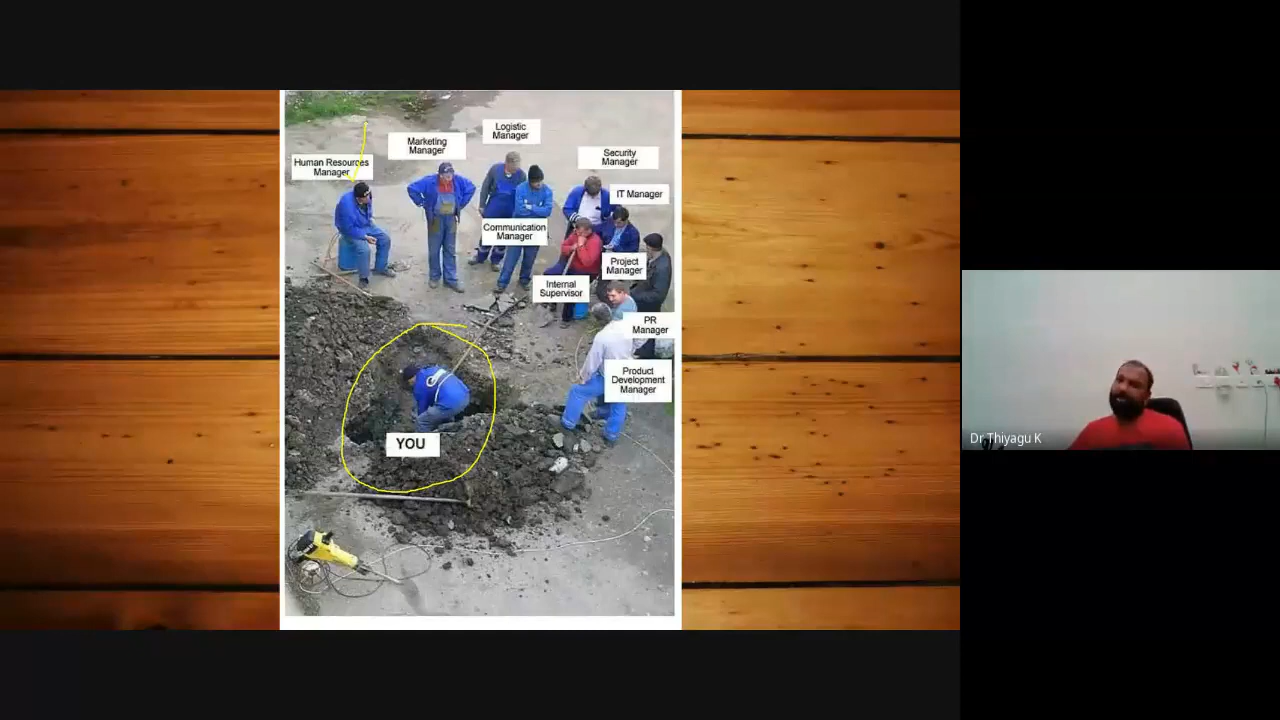 Logistic
Manager
Marketing
Manager
Human Resources
Manager
Security
Manager
IT Manager
Communication
Manager
Project
Manager
Internal
Supervisor
PR
Manager
Product
Development
Manager
YOU
Dr.Thiyagu K